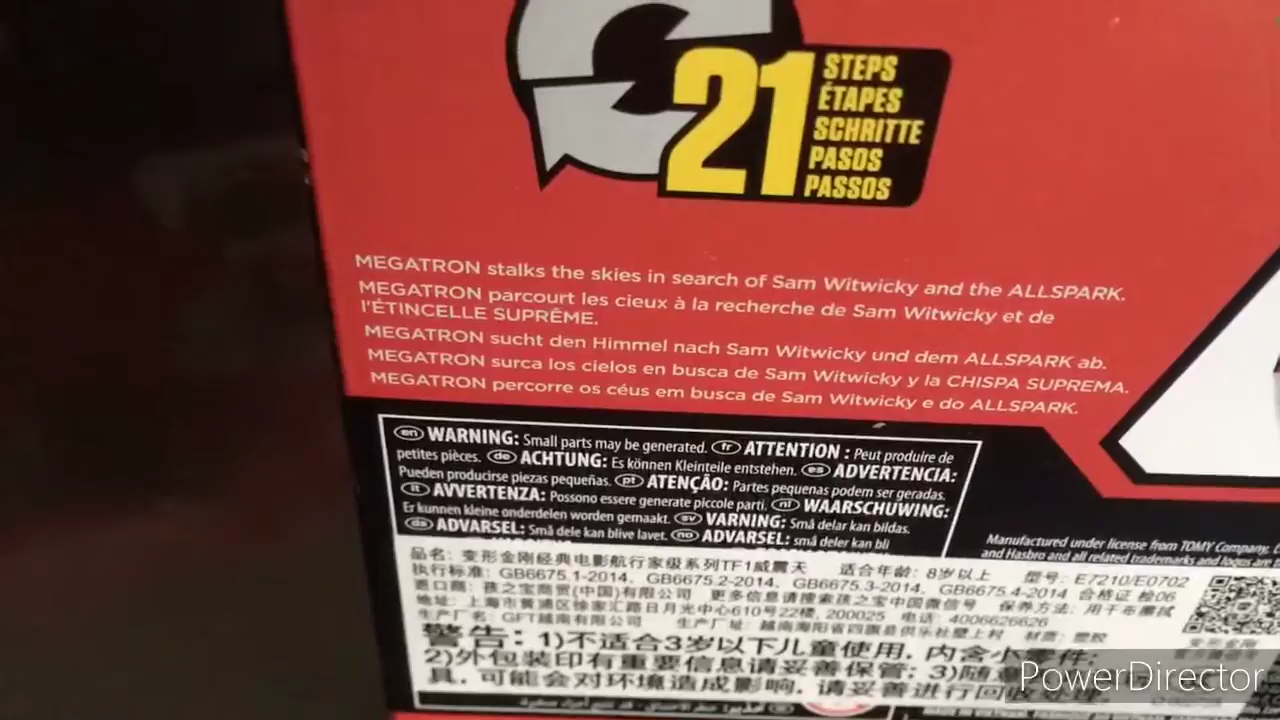 21
STEPS
ÉTAPES
SCHRITTE
PASOS
PASSOS
MEGATRON stalks the skies in search of Sam Witwicky and the ALLSPARK.
MEGATRON parcourt les cieux à la recherche de Sam Witwicky et de
l'ÉTINCELLE SUPRÊME.
MEGATRON sucht den Himmel nach Sam Witwicky und dem ALLSPARK ab.
MEGATRON surca los cielos en busca de Sam Witwicky y la CHISPA SUPREMA.
MEGATRON percorre os céus em busca de Sam Witwicky e do ALLSPARK.
en WARNING: Small parts may be generated. fr ATTENTION : Peut produire de
petites pièces. de ACHTUNG: Es können Kleinteile entstehen. es ADVERTENCIA:
Pueden producirse piezas pequeñas. pt ATENÇÃO: Partes pequenas podem ser geradas.
it AVVERTENZA: Possono essere generate piccole parti. nl WAARSCHUWING:
Er kunnen kleine onderdelen worden gemaakt. sv VARNING: Små delar kan bildas.
da ADVARSEL: Små dele kan blive lavet. no ADVARSEL: små deler kan bli
Manufactured under license from TOMY Company,
and Hasbro and all related trademarks and logos are
品名: 变形金刚经典电影航行家级系列TF1威震天 适合年龄: 8岁以上 型号: E7210/E0702
执行标准: GB6675.1-2014, GB6675.2-2014, GB6675.3-2014, GB6675.4-2014 合格证 检06
进口商: 孩之宝商贸(中国)有限公司 更多信息请搜索孩之宝中国微信号 保养方法: 用干布擦拭
地址: 上海市黄浦区徐家汇路日月光中心610号22楼, 200025 电话: 4006626626
生产厂名: GFT越南有限公司 生产厂址: 越南海阳省四旗县 材质: 塑胶
警告: 1)不适合3岁以下儿童使用, 内含小零件;
2)外包装印有重要信息请妥善保管; 3)随
具, 可能会对环境造成影响, 请妥善进行回收
变形金刚
MADE IN VIETNAM.
PowerDirector